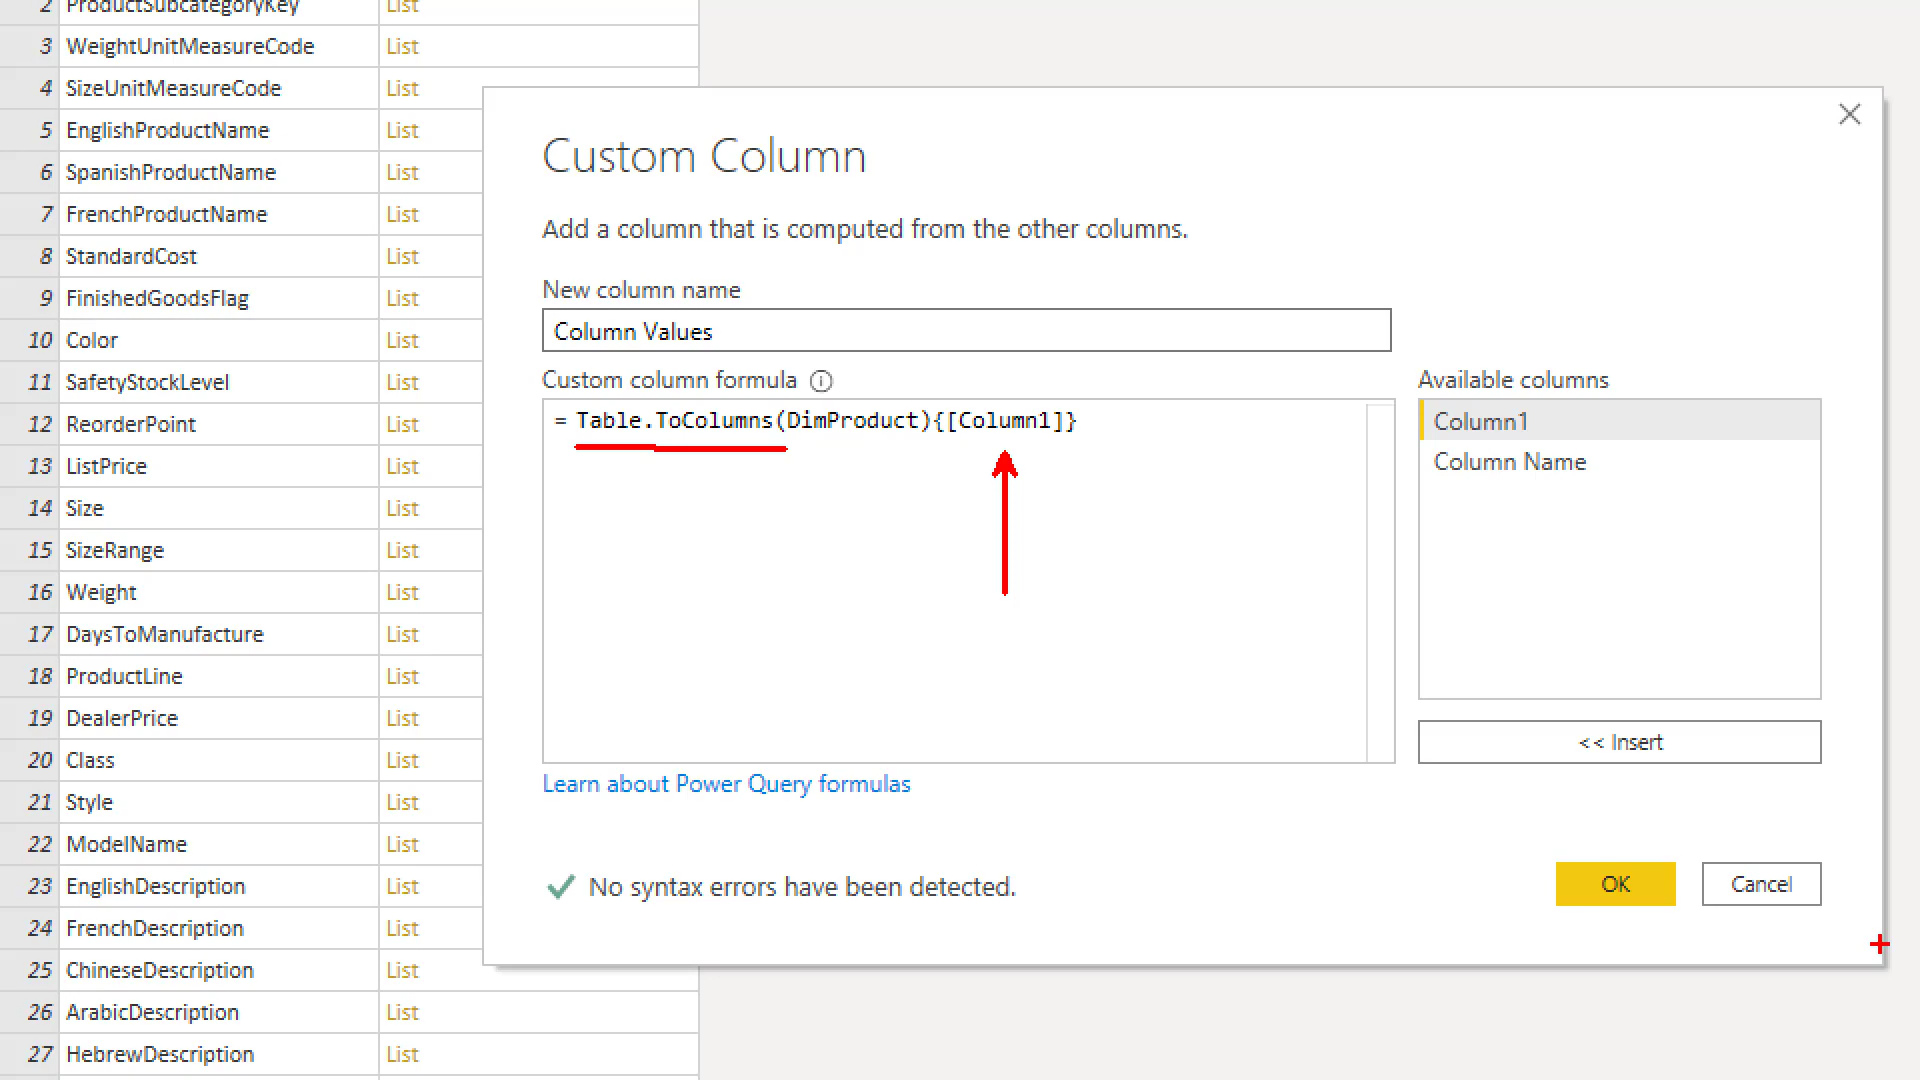 2 ProductSubcategoryKey List
3 WeightUnitMeasureCode List
4 SizeUnitMeasureCode List
5 EnglishProductName List
6 SpanishProductName List
7 FrenchProductName List
8 StandardCost List
9 FinishedGoodsFlag List
10 Color List
11 SafetyStockLevel List
12 ReorderPoint List
13 ListPrice List
14 Size List
15 SizeRange List
16 Weight List
17 DaysToManufacture List
18 ProductLine List
19 DealerPrice List
20 Class List
21 Style List
22 ModelName List
23 EnglishDescription List
24 FrenchDescription List
25 ChineseDescription List
26 ArabicDescription List
27 HebrewDescription List
Custom Column
Add a column that is computed from the other columns.
New column name
Column Values
Custom column formula
= Table.ToColumns(DimProduct){[Column1]}
Available columns
Column1
Column Name
<< Insert
Learn about Power Query formulas
No syntax errors have been detected.
OK
Cancel